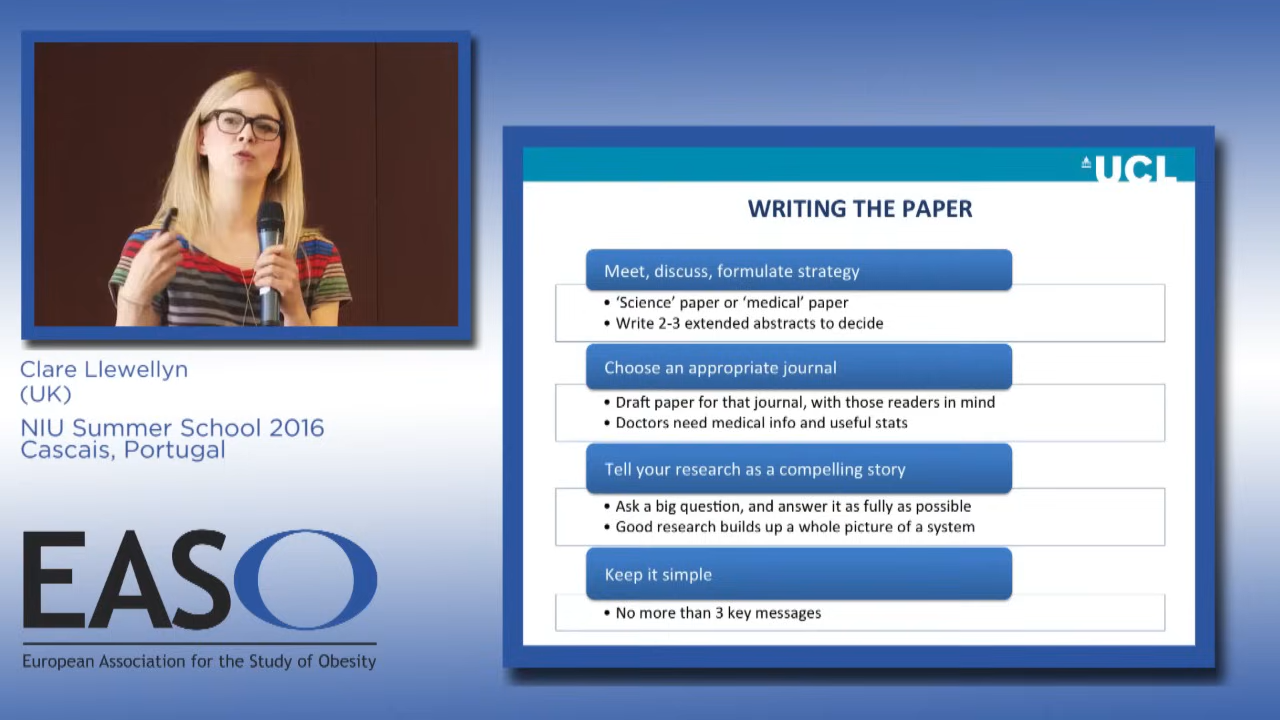 Clare Llewellyn
(UK)
NIU Summer School 2016
Cascais, Portugal
EASO
European Association for the Study of Obesity
UCL
WRITING THE PAPER
Meet, discuss, formulate strategy
• ‘Science’ paper or ‘medical’ paper
• Write 2-3 extended abstracts to decide
Choose an appropriate journal
• Draft paper for that journal, with those readers in mind
• Doctors need medical info and useful stats
Tell your research as a compelling story
• Ask a big question, and answer it as fully as possible
• Good research builds up a whole picture of a system
Keep it simple
• No more than 3 key messages